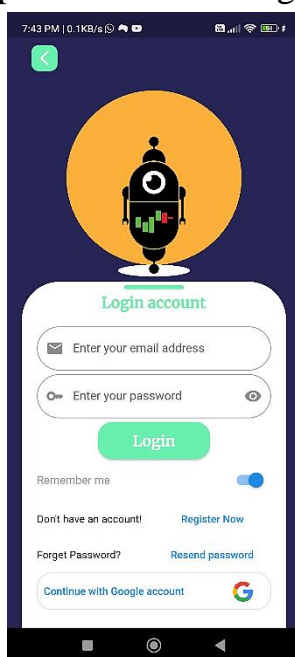 7:43 PM | 0.1KB/s
Login account
Enter your email address
Enter your password
Login
Remember me
Don't have an account! Register Now
Forget Password? Resend password
Continue with Google account